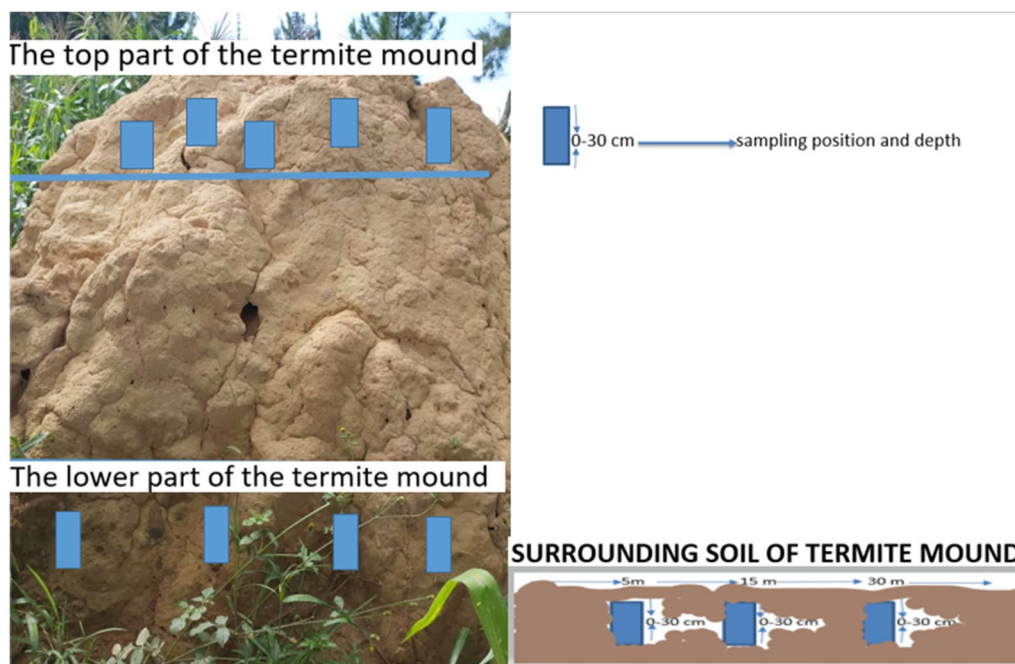 The top part of the termite mound
0-30 cm sampling position and depth
The lower part of the termite mound
SURROUNDING SOIL OF TERMITE MOUND
5m 15 m 30 m
0-30 cm 0-30 cm 0-30 cm